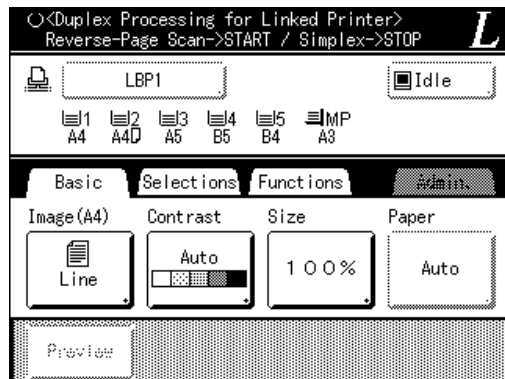 <Duplex Processing for Linked Printer>
Reverse-Page Scan->START / Simplex->STOP
L
LBP1
Idle
1 2 3 4 5 MP
A4 A4 A5 B5 B4 A3
Basic Selections Functions Admin.
Image(A4) Contrast Size Paper
Line Auto 100% Auto
Preview